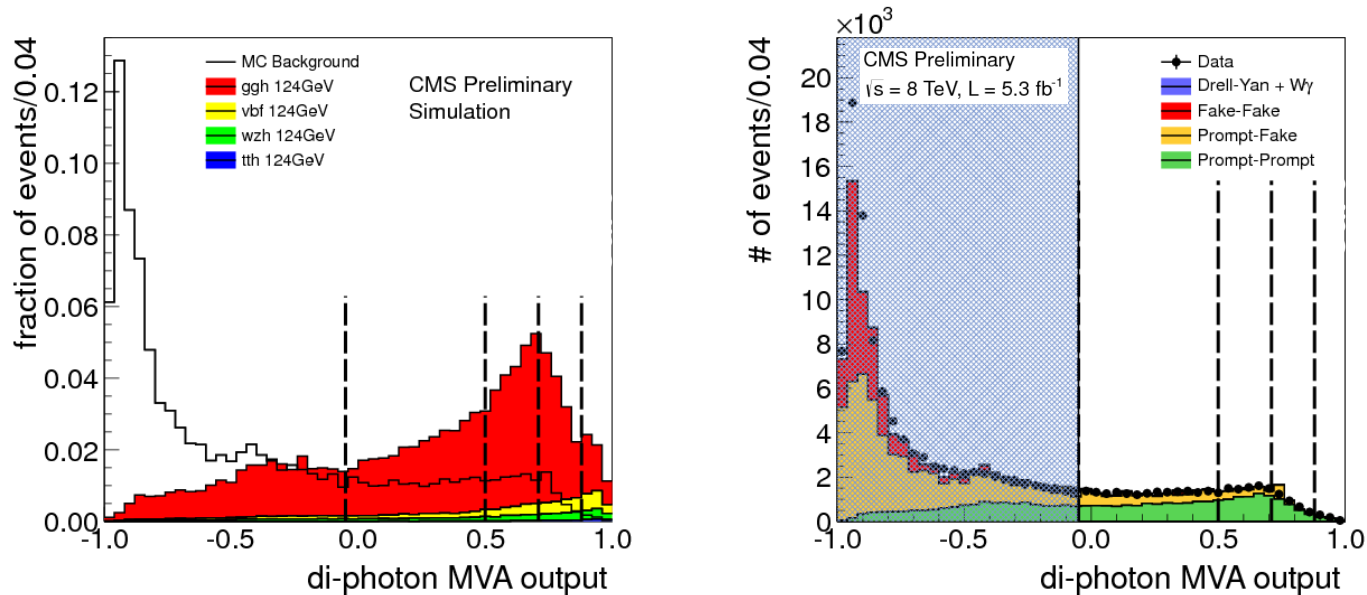 fraction of events/0.04
0.12
0.10
0.08
0.06
0.04
0.02
0.00
MC Background
ggh 124GeV
vbf 124GeV
wzh 124GeV
tth 124GeV
CMS Preliminary
Simulation
-1.0 -0.5 0.0 0.5 1.0
di-photon MVA output
# of events/0.04
×10³
20
18
16
14
12
10
8
6
4
2
0
CMS Preliminary
√s = 8 TeV, L = 5.3 fb⁻¹
Data
Drell-Yan + Wγ
Fake-Fake
Prompt-Fake
Prompt-Prompt
-1.0 -0.5 0.0 0.5 1.0
di-photon MVA output